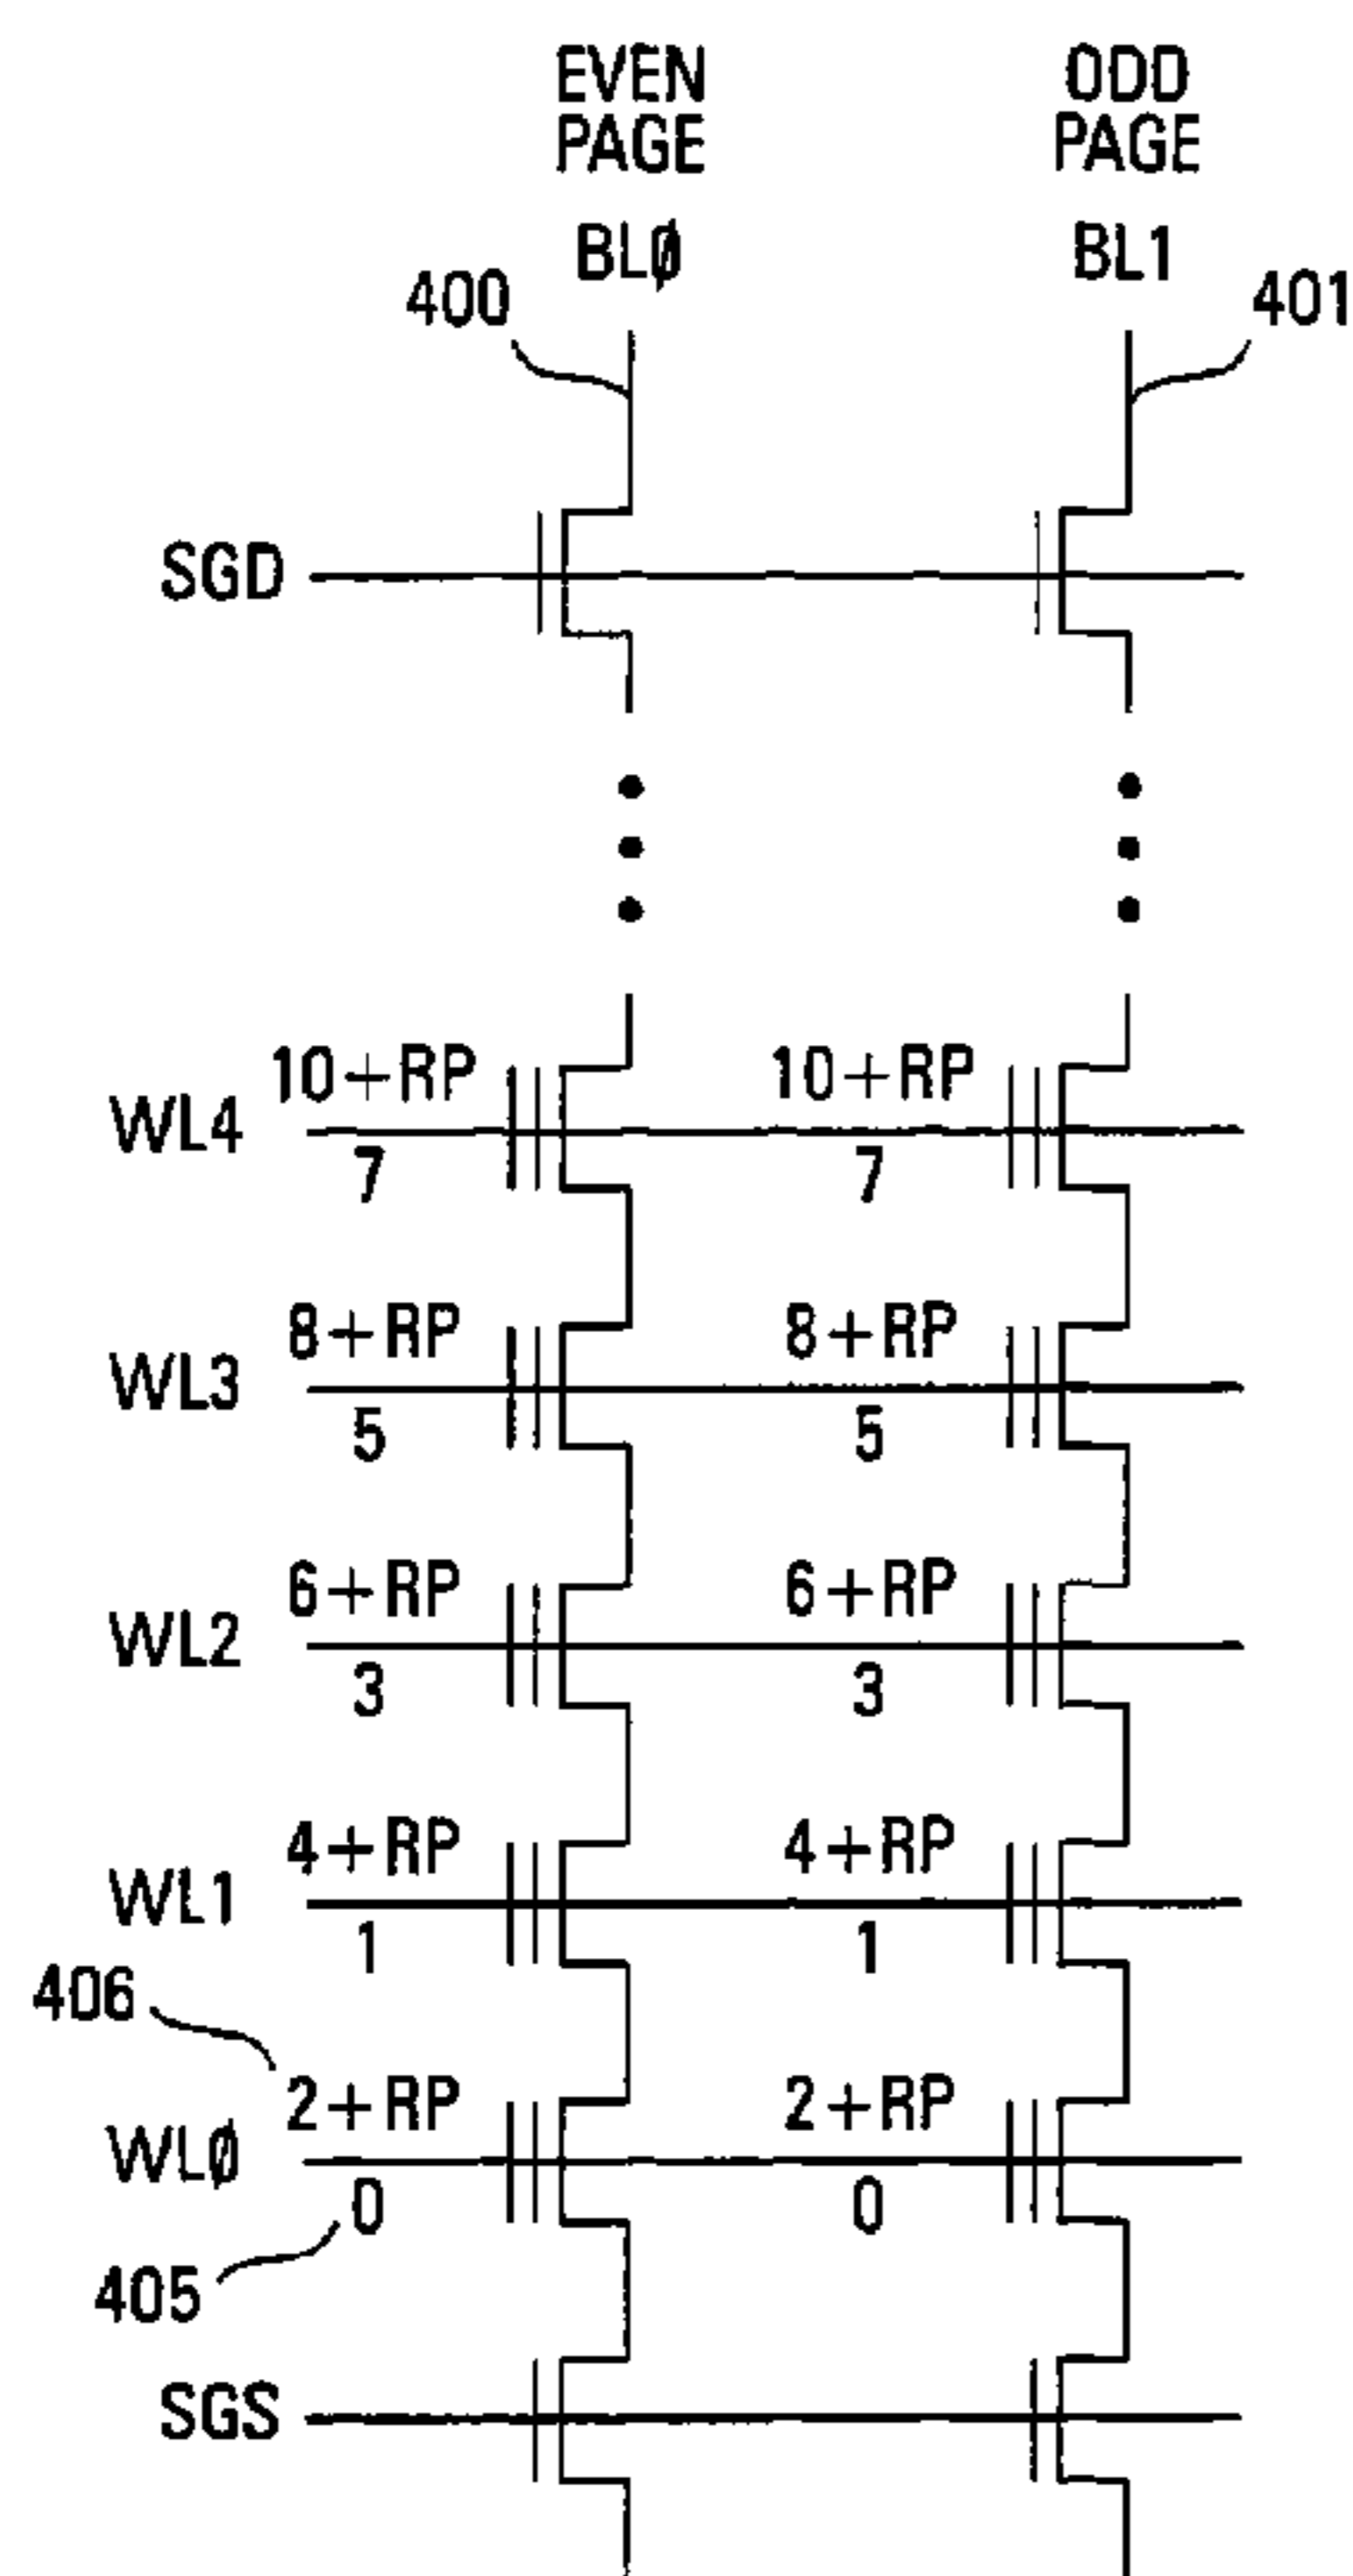 EVEN PAGE
ODD PAGE
BLØ
BL1
400
401
SGD
10+RP
10+RP
WL4
7
7
8+RP
8+RP
WL3
5
5
6+RP
6+RP
WL2
3
3
4+RP
4+RP
WL1
1
1
406
2+RP
2+RP
WLØ
0
0
405
SGS